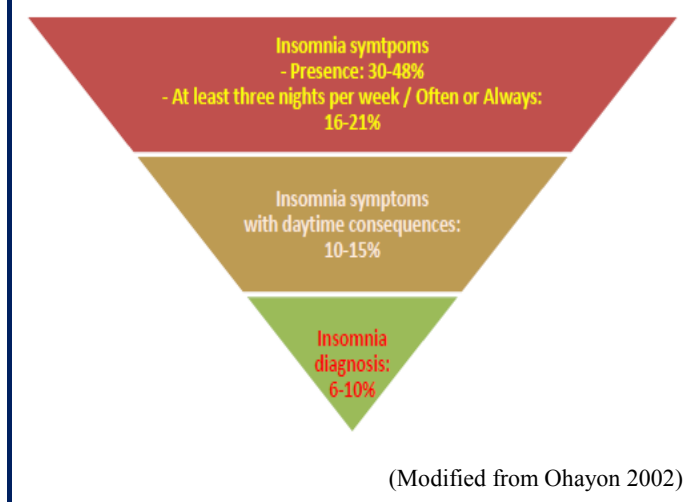 Insomnia symtpoms
- Presence: 30-48%
- At least three nights per week / Often or Always:
16-21%
Insomnia symptoms
with daytime consequences:
10-15%
Insomnia
diagnosis:
6-10%
(Modified from Ohayon 2002)